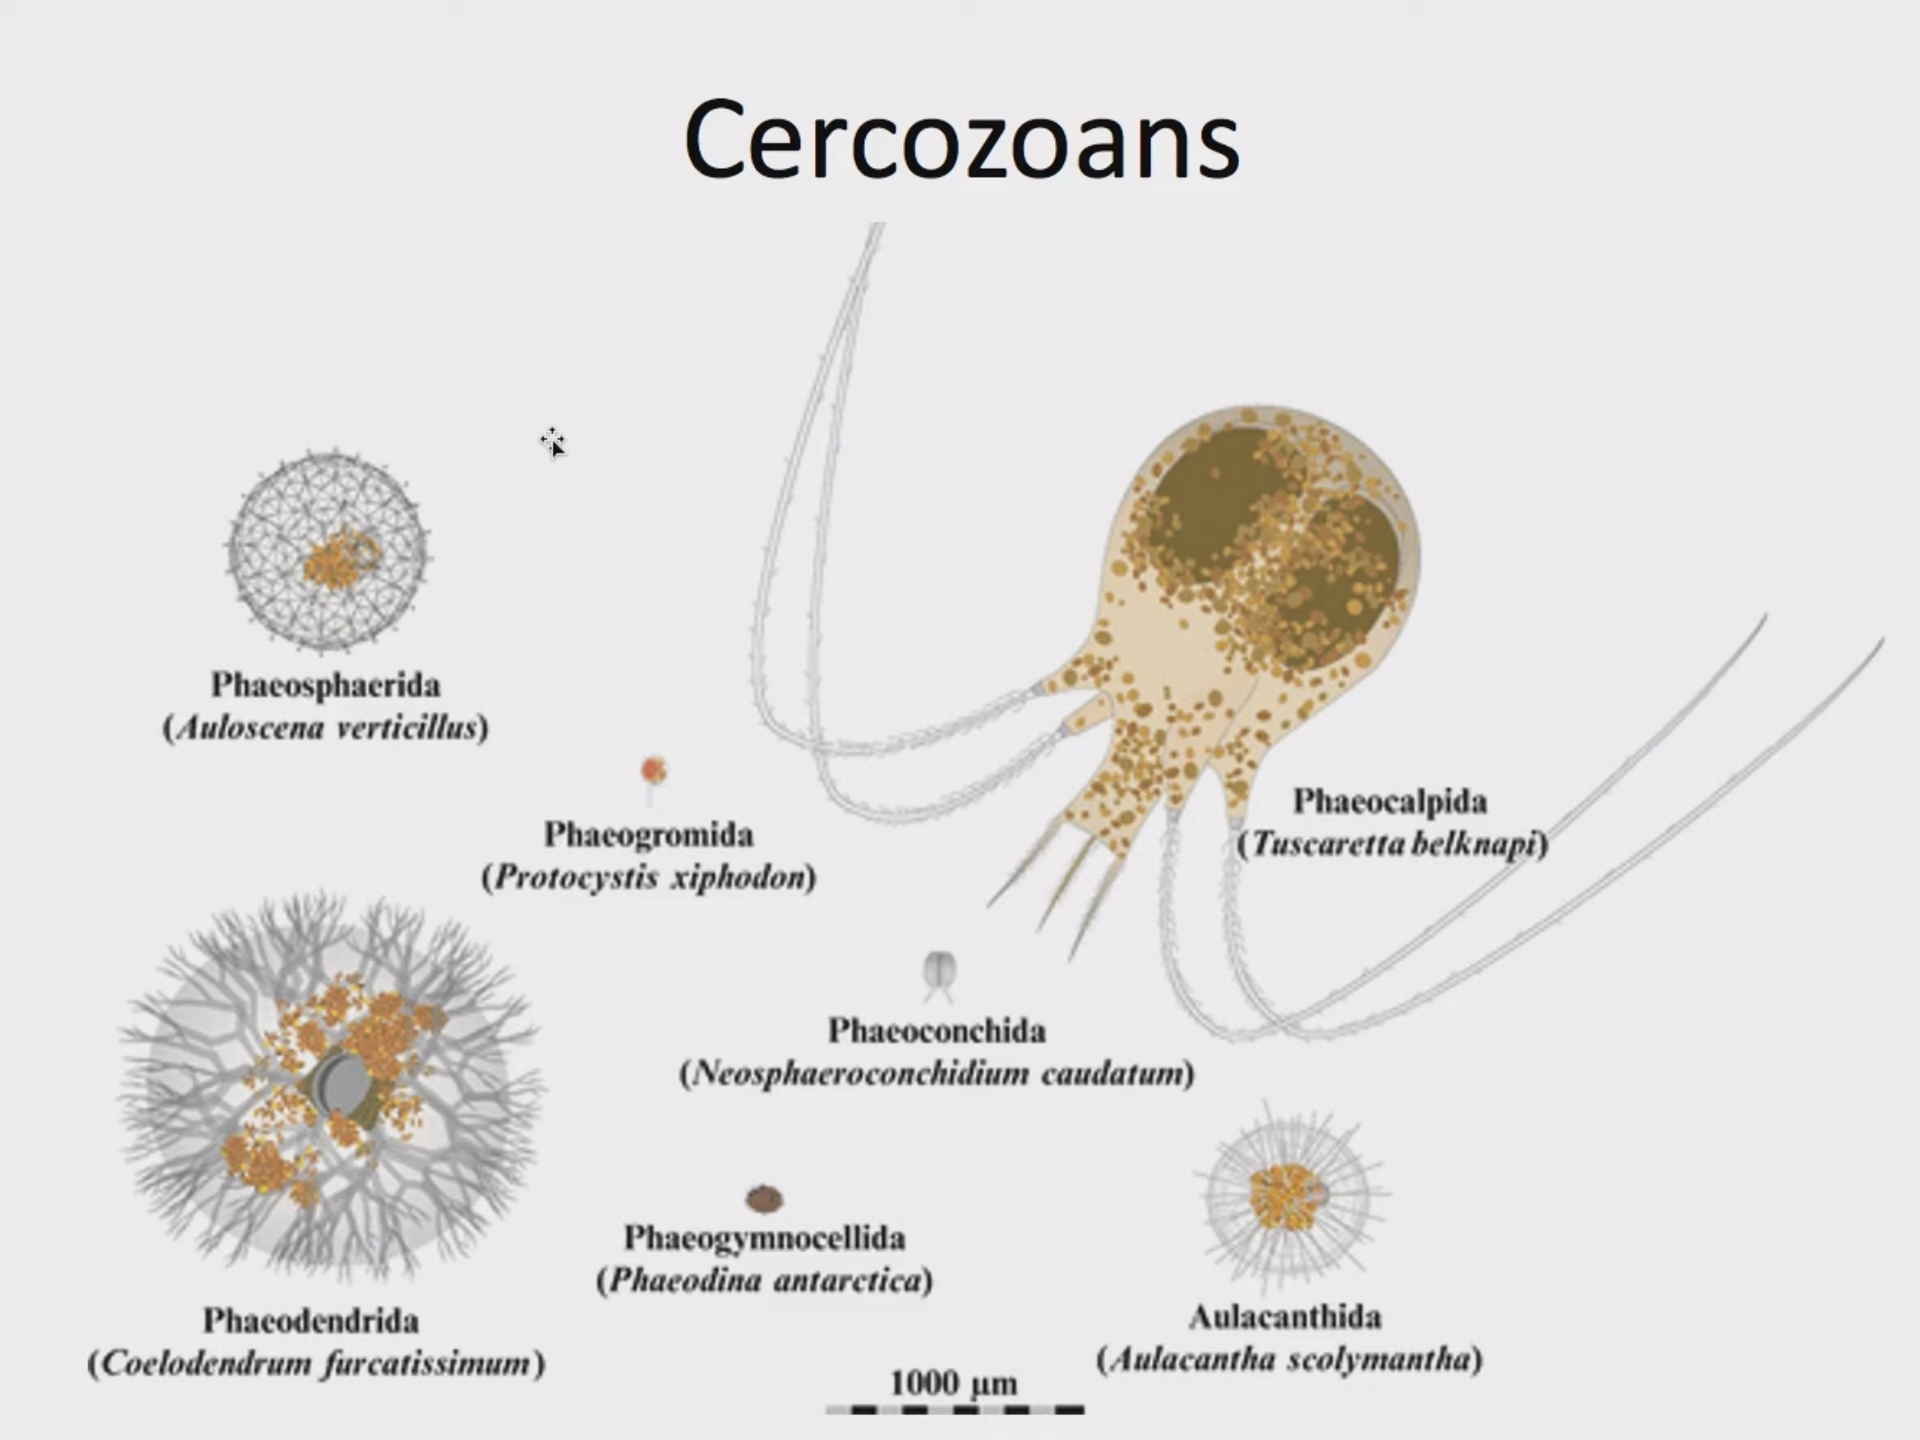 Cercozoans
Phaeosphaerida
(Auloscena verticillus)
Phaeogromida
(Protocystis xiphodon)
Phaeocalpida
(Tuscaretta belknapi)
Phaeoconchida
(Neosphaeroconchidium caudatum)
Phaeogymnocellida
(Phaeodina antarctica)
Phaeodendrida
(Coelodendrum furcatissimum)
Aulacanthida
(Aulacantha scolymantha)
1000 µm